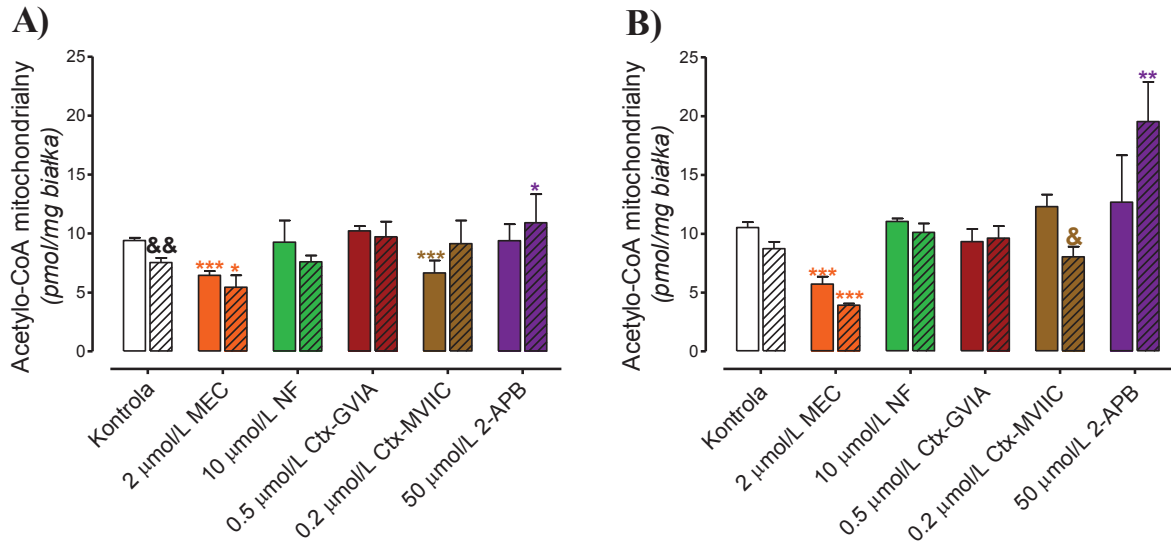 A)
Acetylo-CoA mitochondrialny
(pmol/mg białka)
25
20
15
10
5
0
&&
***
*
***
*
Kontrola
2 μmol/L MEC
10 μmol/L NF
0.5 μmol/L Ctx-GVIA
0.2 μmol/L Ctx-MVIIC
50 μmol/L 2-APB
B)
Acetylo-CoA mitochondrialny
(pmol/mg białka)
25
20
15
10
5
0
***
***
&
**
Kontrola
2 μmol/L MEC
10 μmol/L NF
0.5 μmol/L Ctx-GVIA
0.2 μmol/L Ctx-MVIIC
50 μmol/L 2-APB